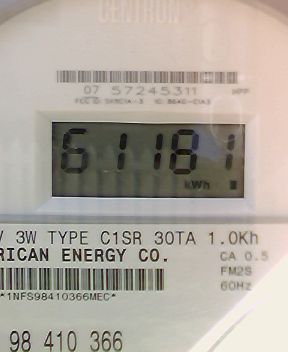 CENTRON
07 57245311
61181
kWh
V 3W TYPE C1SR 30TA 1.0Kh
RICAN ENERGY CO.
CA 0.5
FM2S
60Hz
*1NFS98410366MEC*
98 410 366